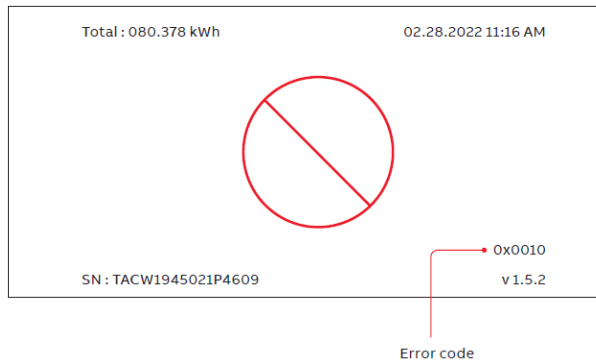 Total : 080.378 kWh 02.28.2022 11:16 AM
0x0010
SN : TACW1945021P4609 v 1.5.2
Error code